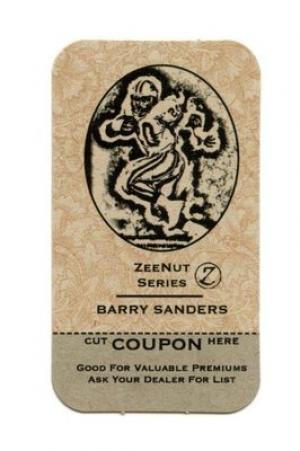 ZeeNut
Series Z
Barry Sanders
cut COUPON here
Good For Valuable Premiums
Ask Your Dealer For List